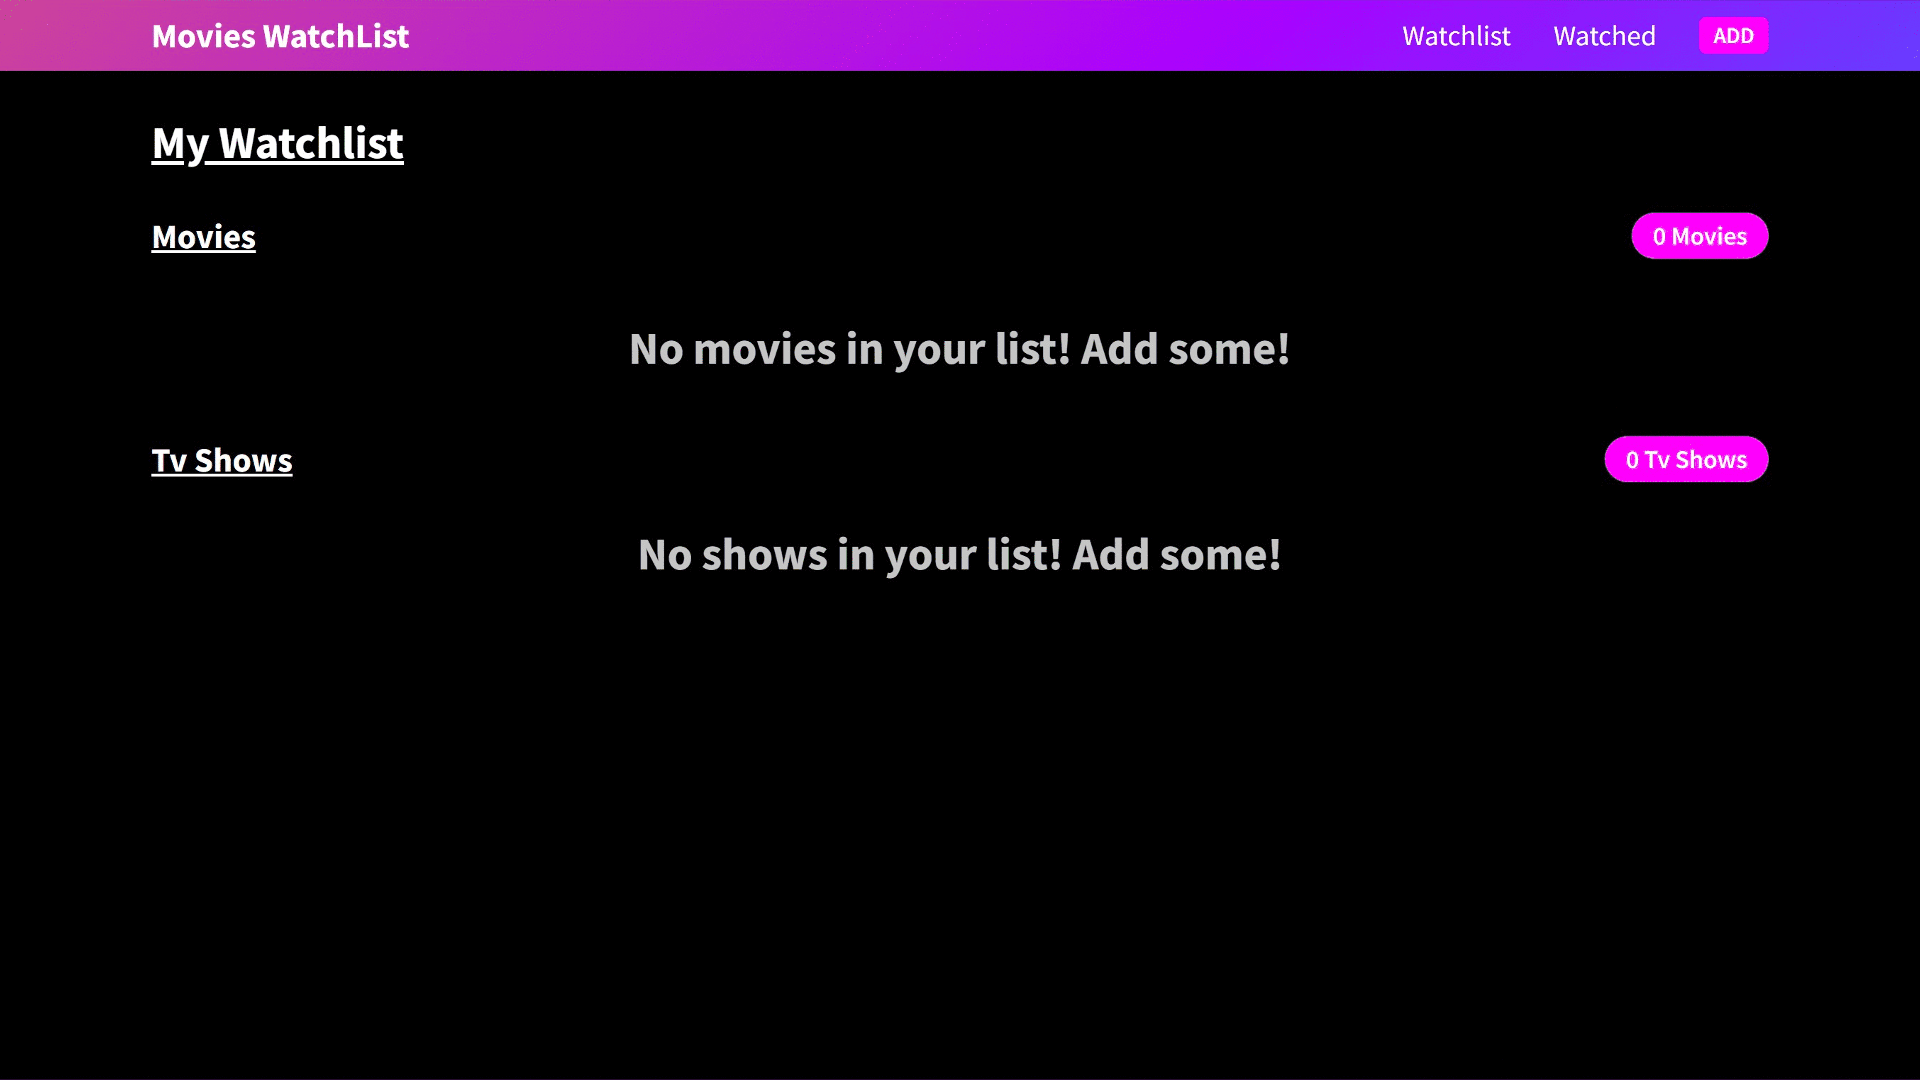 Movies WatchList
Watchlist
Watched
ADD
My Watchlist
Movies
0 Movies
No movies in your list! Add some!
Tv Shows
0 Tv Shows
No shows in your list! Add some!